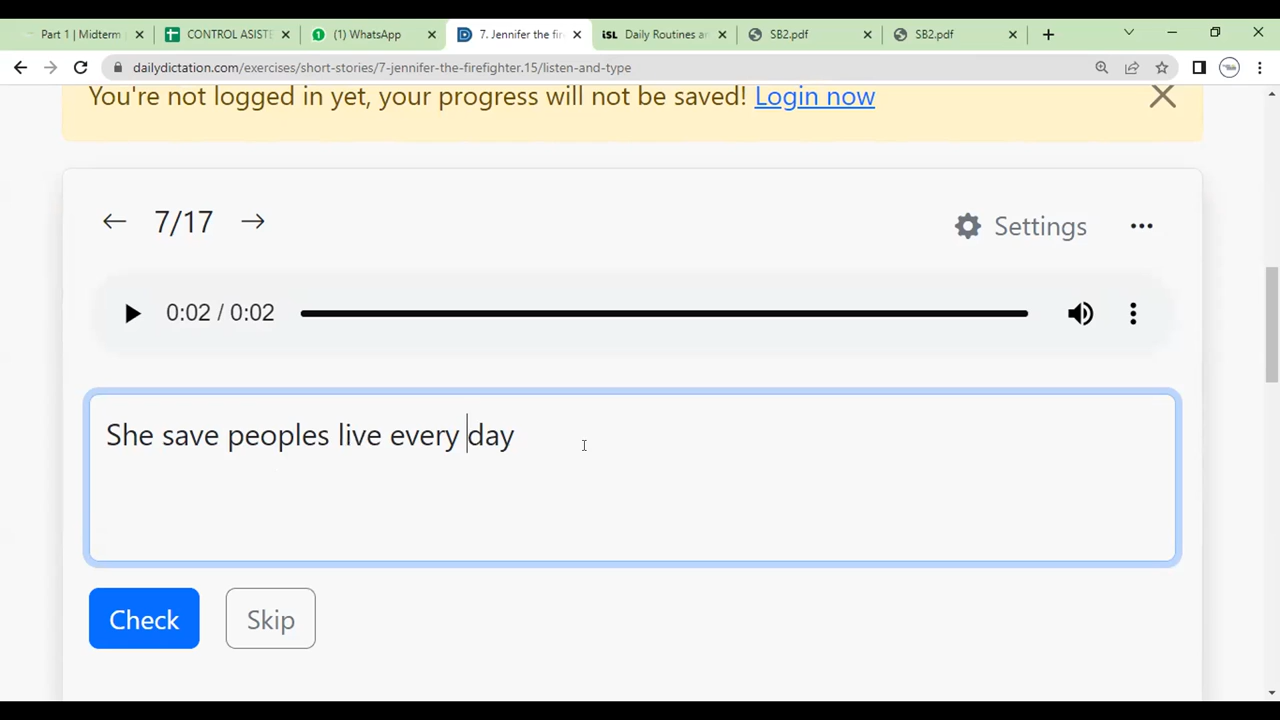 Part 1 | Midterm
CONTROL ASISTE
(1) WhatsApp
7. Jennifer the fir
iSL Daily Routines an
SB2.pdf
SB2.pdf
dailydictation.com/exercises/short-stories/7-jennifer-the-firefighter.15/listen-and-type
You're not logged in yet, your progress will not be saved! Login now
7/17
Settings
0:02 / 0:02
She save peoples live every day
Check
Skip